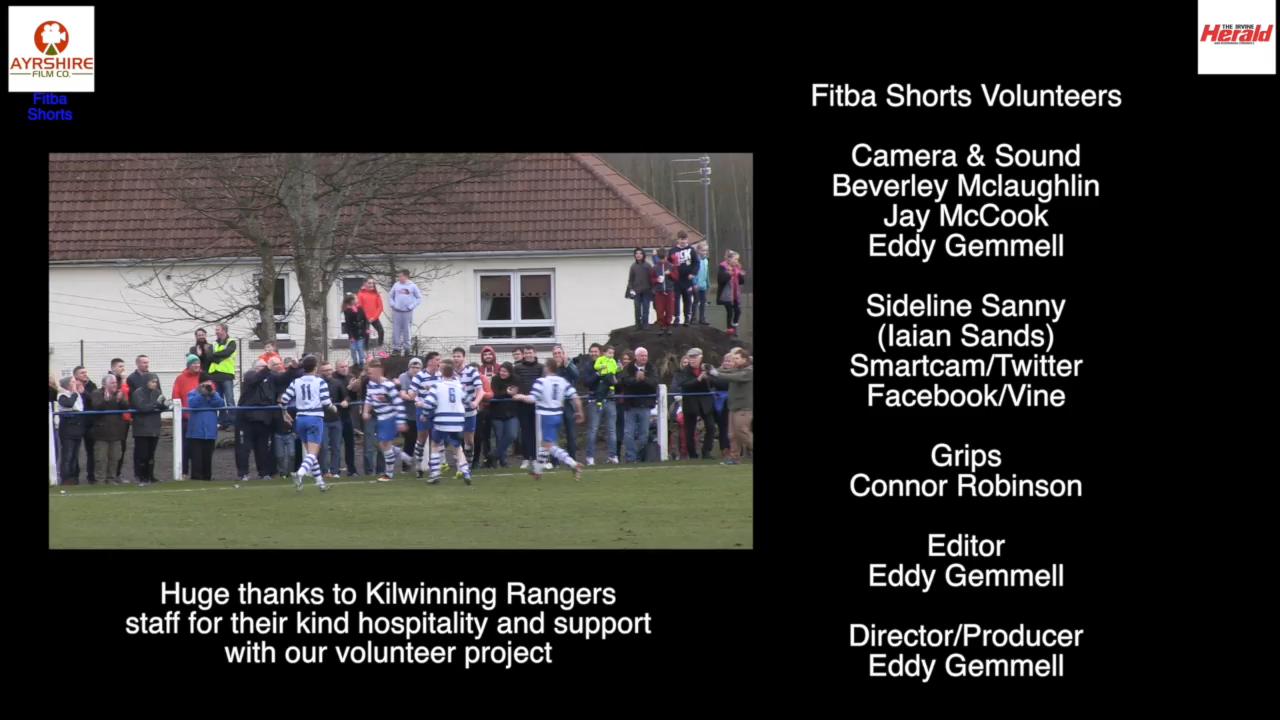 AYRSHIRE
FILM CO.
Fitba
Shorts
THE IRVINE
Herald
Fitba Shorts Volunteers
Camera & Sound
Beverley Mclaughlin
Jay McCook
Eddy Gemmell
Sideline Sanny
(Iaian Sands)
Smartcam/Twitter
Facebook/Vine
Grips
Connor Robinson
Editor
Eddy Gemmell
Director/Producer
Eddy Gemmell
11
6
Huge thanks to Kilwinning Rangers
staff for their kind hospitality and support
with our volunteer project